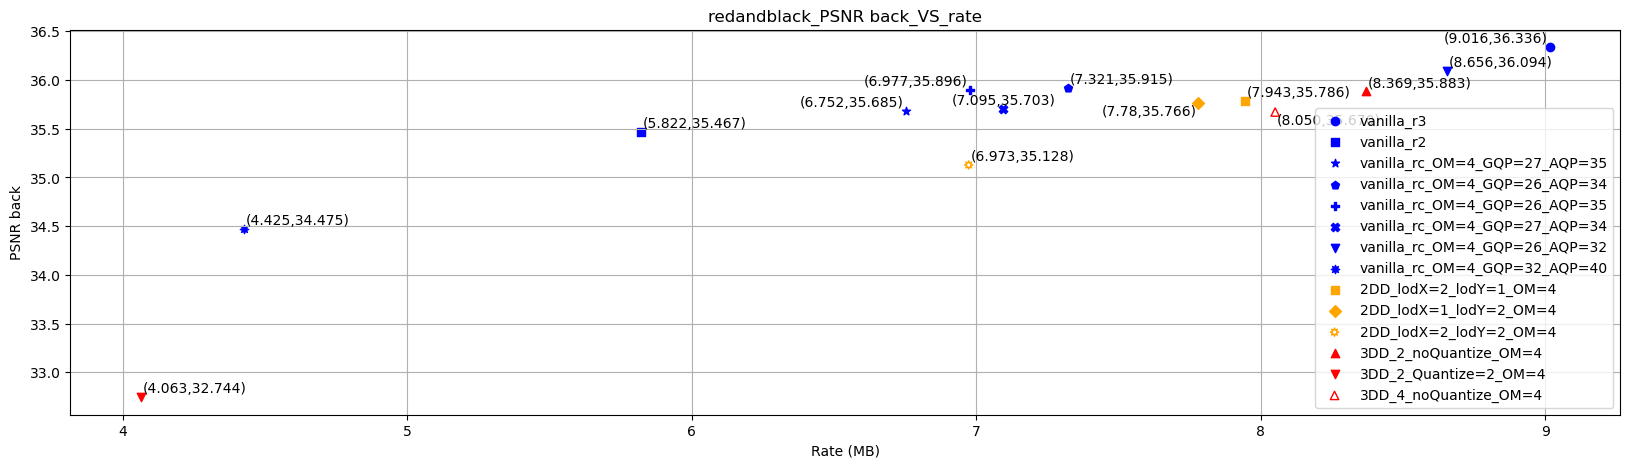 redandblack_PSNR back_VS_rate
PSNR back
36.5
36.0
35.5
35.0
34.5
34.0
33.5
33.0
(9.016,36.336)
(8.656,36.094)
(6.977,35.896)
(7.321,35.915)
(8.369,35.883)
(7.943,35.786)
(6.752,35.685)
(7.095,35.703)
(7.78,35.766)
(5.822,35.467)
(6.973,35.128)
(4.425,34.475)
(4.063,32.744)
vanilla_r3
vanilla_r2
vanilla_rc_OM=4_GQP=27_AQP=35
vanilla_rc_OM=4_GQP=26_AQP=34
vanilla_rc_OM=4_GQP=26_AQP=35
vanilla_rc_OM=4_GQP=27_AQP=34
vanilla_rc_OM=4_GQP=26_AQP=32
vanilla_rc_OM=4_GQP=32_AQP=40
2DD_lodX=2_lodY=1_OM=4
2DD_lodX=1_lodY=2_OM=4
2DD_lodX=2_lodY=2_OM=4
3DD_2_noQuantize_OM=4
3DD_2_Quantize=2_OM=4
3DD_4_noQuantize_OM=4
4 5 6 7 8 9
Rate (MB)